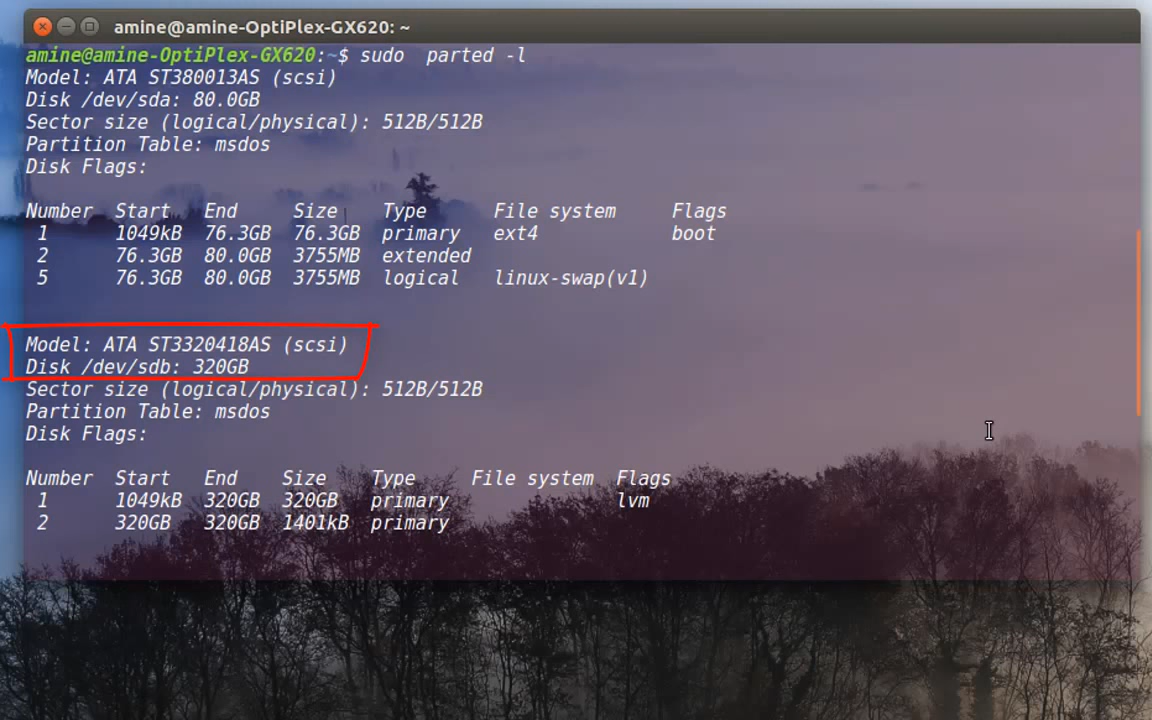 amine@amine-OptiPlex-GX620: ~
amine@amine-OptiPlex-GX620:~$ sudo  parted -l
Model: ATA ST380013AS (scsi)
Disk /dev/sda: 80.0GB
Sector size (logical/physical): 512B/512B
Partition Table: msdos
Disk Flags:
Number  Start   End     Size    Type      File system     Flags
 1      1049kB  76.3GB  76.3GB  primary   ext4            boot
 2      76.3GB  80.0GB  3755MB  extended
 5      76.3GB  80.0GB  3755MB  logical   linux-swap(v1)
Model: ATA ST3320418AS (scsi)
Disk /dev/sdb: 320GB
Sector size (logical/physical): 512B/512B
Partition Table: msdos
Disk Flags:
Number  Start   End    Size    Type     File system  Flags
 1      1049kB  320GB  320GB   primary               lvm
 2      320GB   320GB  1401kB  primary